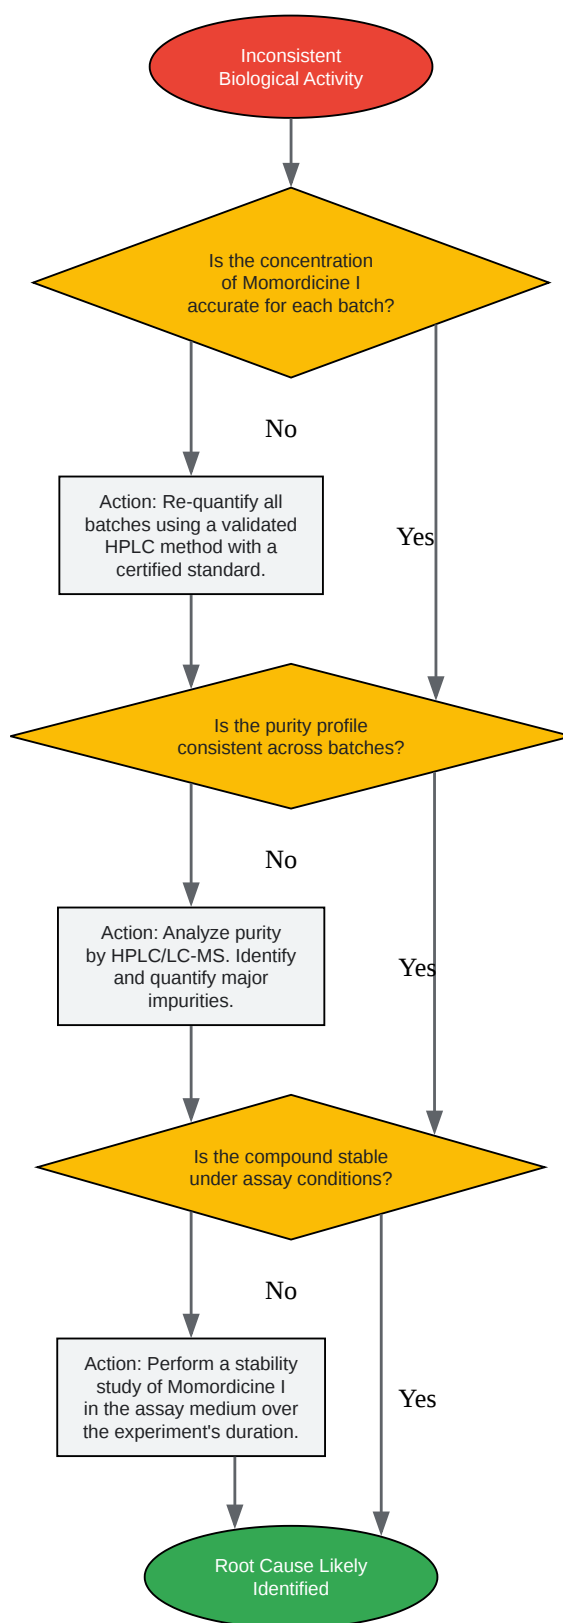 Inconsistent
Biological Activity
Is the concentration
of Momordicine I
accurate for each batch?
No
Action: Re-quantify all
batches using a validated
HPLC method with a
certified standard.
Yes
Is the purity profile
consistent across batches?
No
Action: Analyze purity
by HPLC/LC-MS. Identify
and quantify major
impurities.
Yes
Is the compound stable
under assay conditions?
No
Action: Perform a stability
study of Momordicine I
in the assay medium over
the experiment's duration.
Yes
Root Cause Likely
Identified